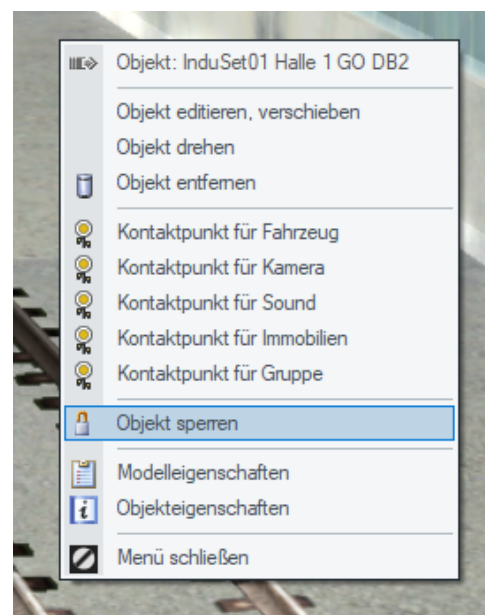 Objekt: InduSet01 Halle 1 GO DB2
Objekt editieren, verschieben
Objekt drehen
Objekt entfernen
Kontaktpunkt für Fahrzeug
Kontaktpunkt für Kamera
Kontaktpunkt für Sound
Kontaktpunkt für Immobilien
Kontaktpunkt für Gruppe
Objekt sperren
Modelleigenschaften
Objekteigenschaften
Menü schließen